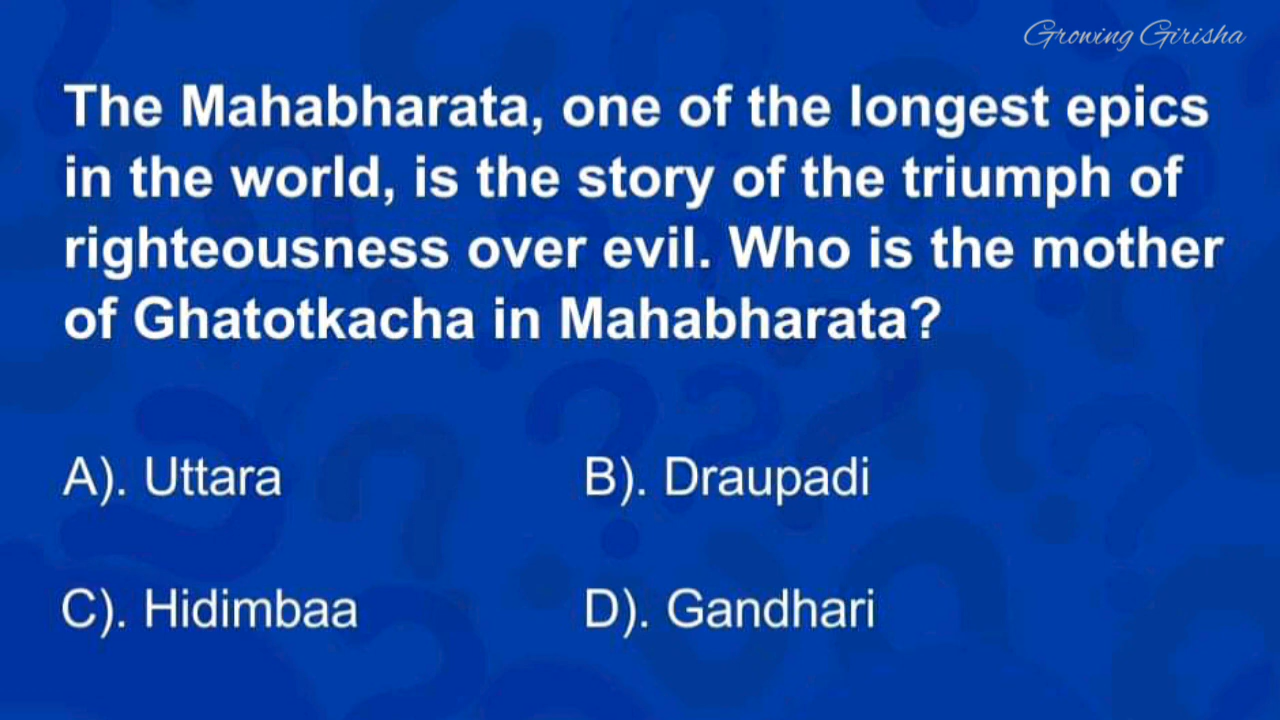 Growing Girisha
The Mahabharata, one of the longest epics
in the world, is the story of the triumph of
righteousness over evil. Who is the mother
of Ghatotkacha in Mahabharata?
A). Uttara
B). Draupadi
C). Hidimbaa
D). Gandhari